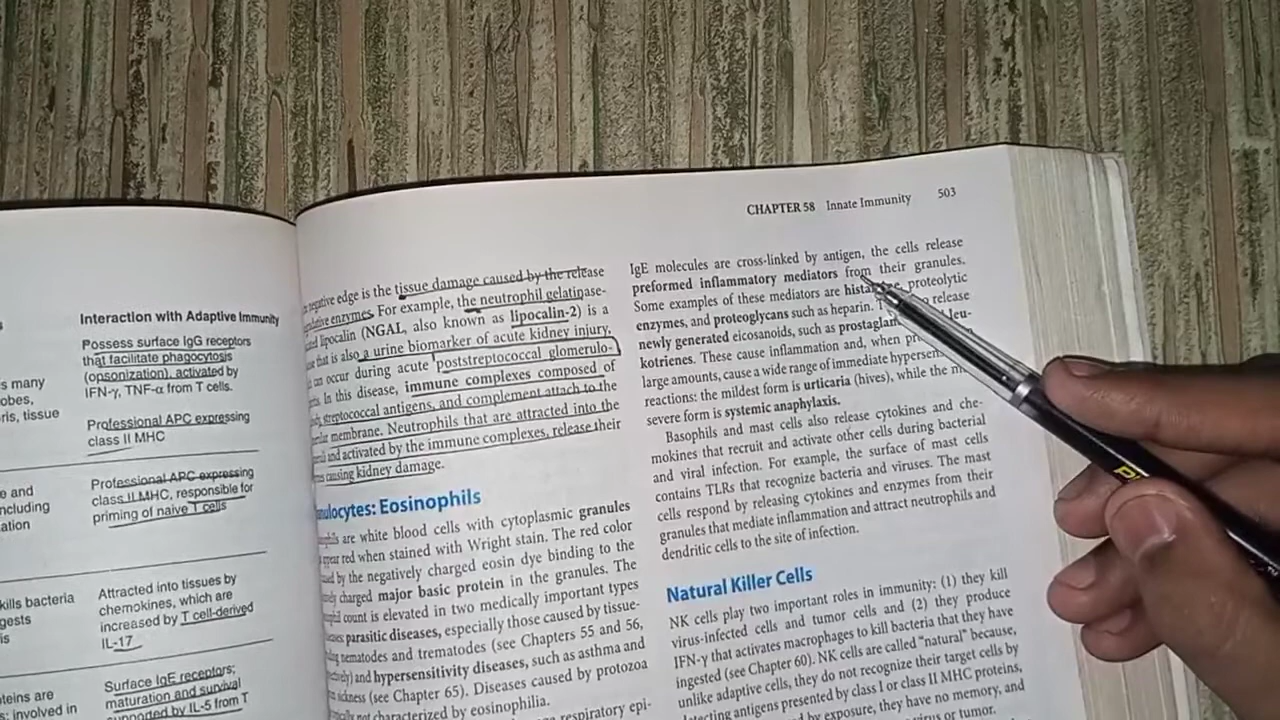 CHAPTER 58 Innate Immunity 503
Interaction with Adaptive Immunity
Possess surface IgG receptors
that facilitate phagocytosis
(opsonization), activated by
IFN-γ, TNF-α from T cells.
Professional APC expressing
class II MHC
Professional APC expressing
class II MHC, responsible for
priming of naive T cells
Attracted into tissues by
chemokines, which are
increased by T cell-derived
IL-17
Surface IgE receptors;
maturation and survival
supported by IL-5 from T
s many
tissue
e and
kills bacteria
are
involved in
negative edge is the tissue damage caused by the release
enzymes. For example, the neutrophil gelatinase-
lipocalin (NGAL, also known as lipocalin-2) is a
that is also a urine biomarker of acute kidney injury,
can occur during acute poststreptococcal glomerulo-
In this disease, immune complexes composed of
streptococcal antigens, and complement attach to the
membrane. Neutrophils that are attracted into the
and activated by the immune complexes, release their
causing kidney damage.
Eosinophils
are white blood cells with cytoplasmic granules
appear red when stained with Wright stain. The red color
by the negatively charged eosin dye binding to the
charged major basic protein in the granules. The
count is elevated in two medically important types
parasitic diseases, especially those caused by tissue-
nematodes and trematodes (see Chapters 55 and 56,
and hypersensitivity diseases, such as asthma and
sickness (see Chapter 65). Diseases caused by protozoa
not characterized by eosinophilia.
respiratory epi-
IgE molecules are cross-linked by antigen, the cells release
preformed inflammatory mediators from their granules.
Some examples of these mediators are proteolytic
enzymes, and proteoglycans such as heparin. release
newly generated eicosanoids, such as leu-
kotrienes. These cause inflammation and, when
large amounts, cause a wide range of immediate
reactions: the mildest form is urticaria (hives), while the
severe form is systemic anaphylaxis.
Basophils and mast cells also release cytokines and che-
mokines that recruit and activate other cells during bacterial
and viral infection. For example, the surface of mast cells
contains TLRs that recognize bacteria and viruses. The mast
cells respond by releasing cytokines and enzymes from their
granules that mediate inflammation and attract neutrophils and
dendritic cells to the site of infection.
Natural Killer Cells
NK cells play two important roles in immunity: (1) they kill
virus-infected cells and tumor cells and (2) they produce
IFN-γ that activates macrophages to kill bacteria that they have
ingested (see Chapter 60). NK cells are called “natural” because,
unlike adaptive cells, they do not recognize their target cells by
detecting antigens presented by class I or class II MHC proteins,
by exposure, they have no memory, and
virus or tumor.